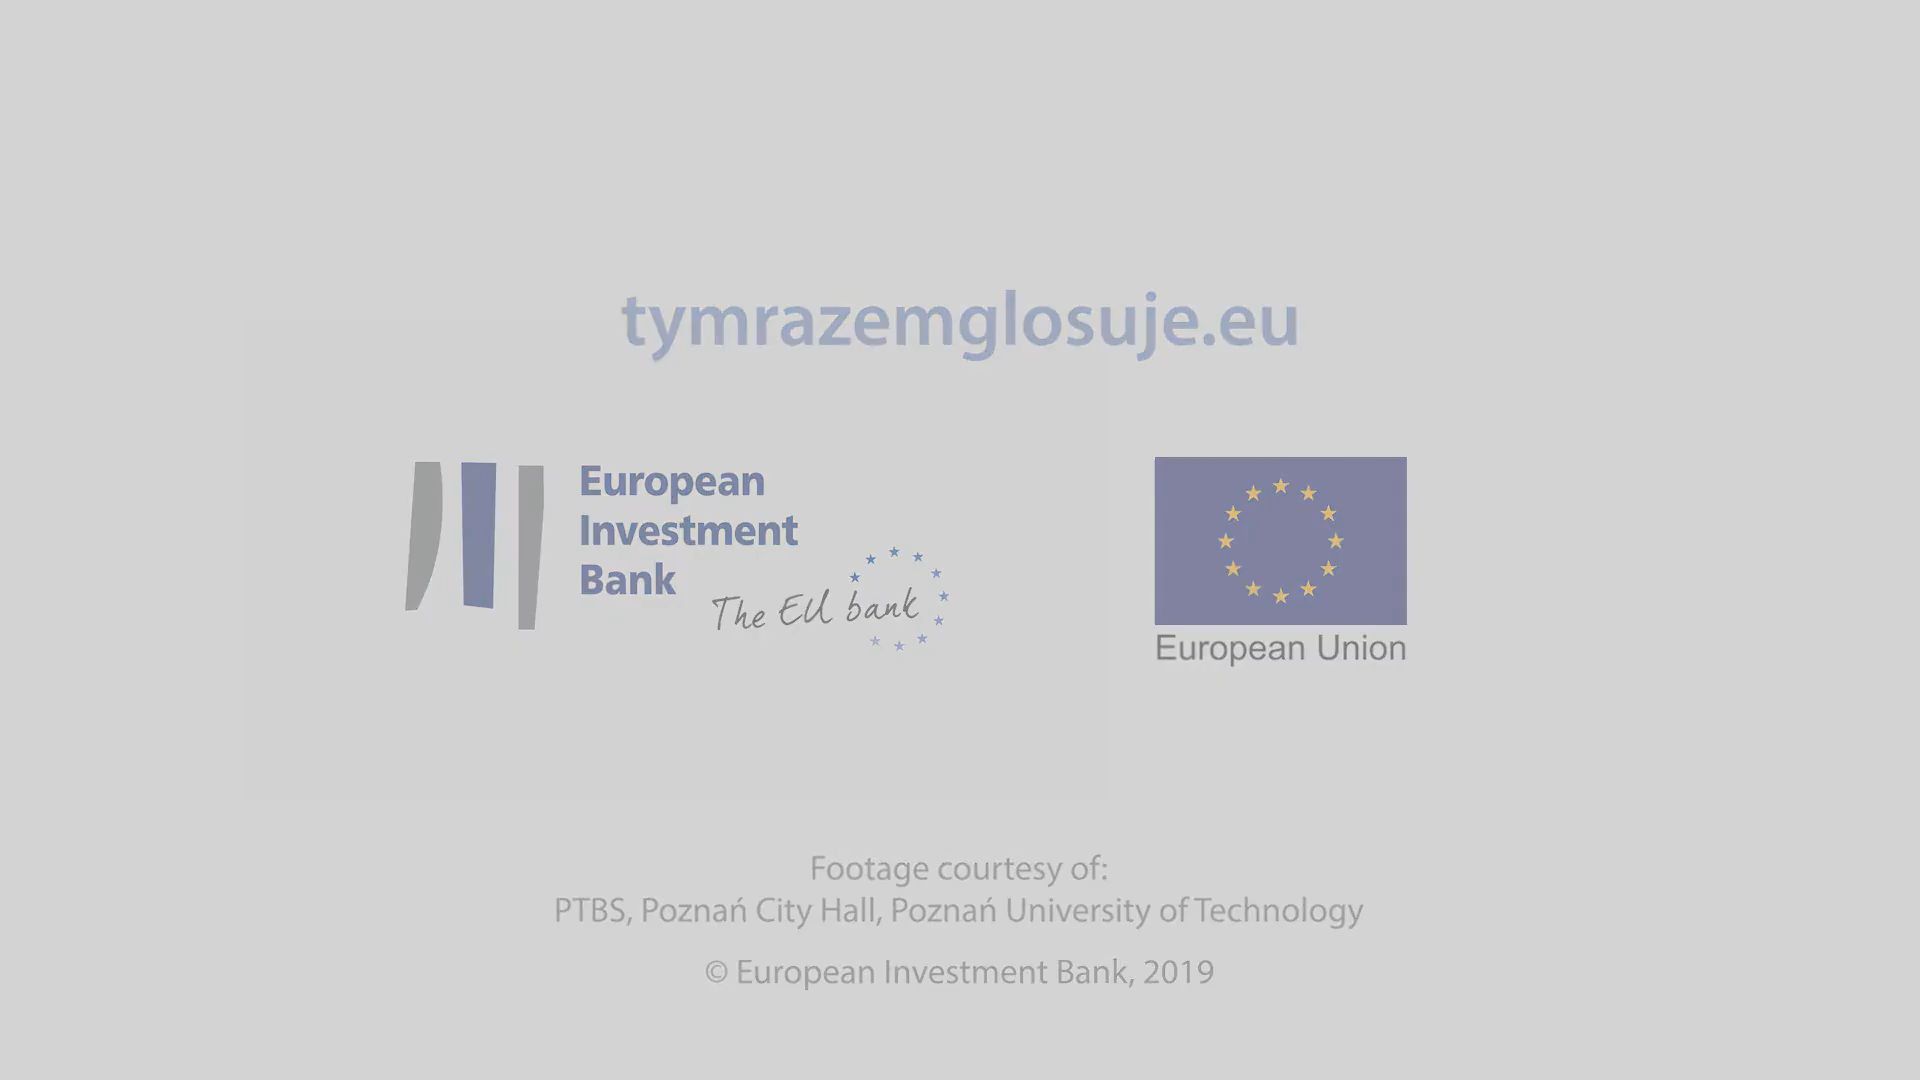 tymrazemglosuje.eu
European
Investment
Bank
The EU bank
European Union
Footage courtesy of:
PTBS, Poznań City Hall, Poznań University of Technology
© European Investment Bank, 2019